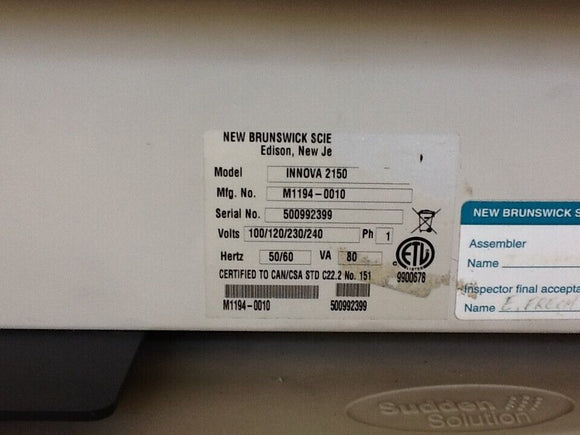 NEW BRUNSWICK SCIE
Edison, New Je
Model INNOVA 2150
Mfg. No. M1194-0010
Serial No. 500992399
Volts 100/120/230/240 Ph 1
Hertz 50/60 VA 80
ETL
LISTED
C
CERTIFIED TO CAN/CSA STD C22.2 No. 151 9900678
M1194-0010 500992399
NEW BRUNSWICK S
Assembler
Name
Inspector final accepta
Name E.
Sudden
Solution